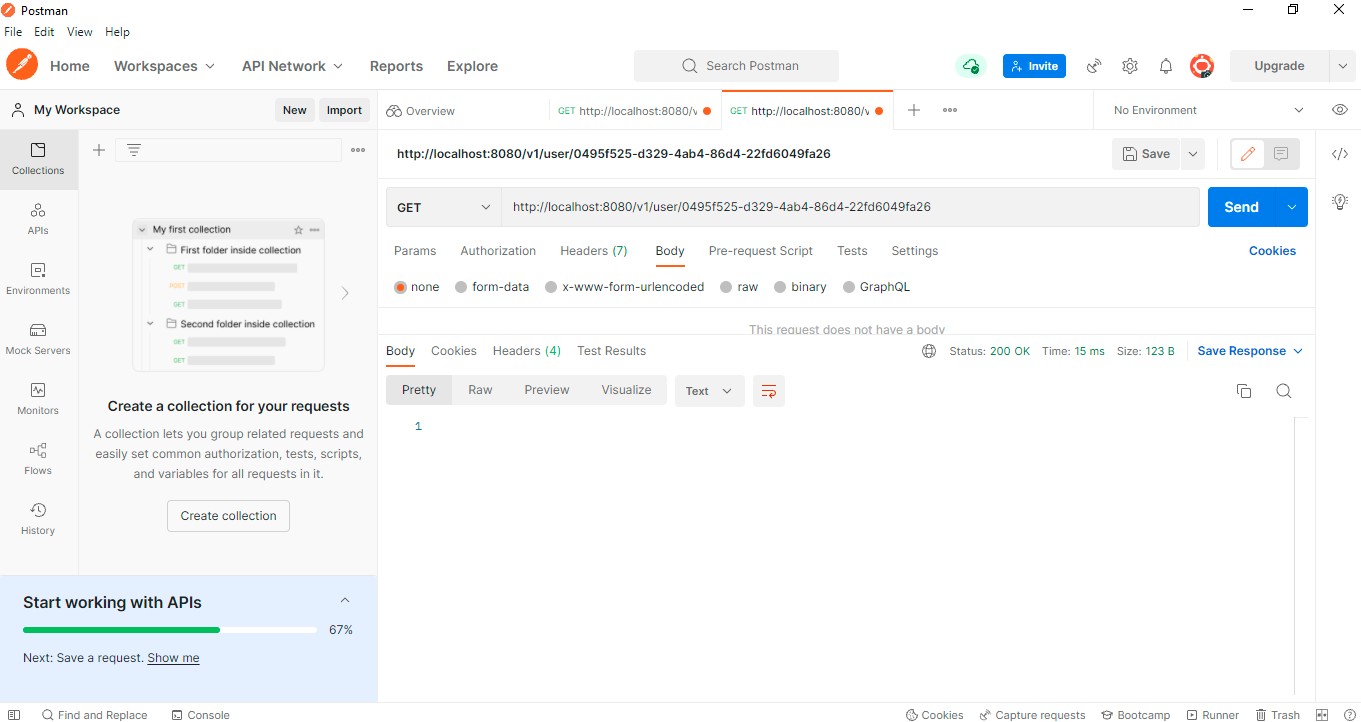 Postman
File Edit View Help
Home Workspaces API Network Reports Explore Search Postman Invite Upgrade
My Workspace New Import Overview GET http://localhost:8080/v GET http://localhost:8080/v No Environment
Collections
http://localhost:8080/v1/user/0495f525-d329-4ab4-86d4-22fd6049fa26 Save
GET http://localhost:8080/v1/user/0495f525-d329-4ab4-86d4-22fd6049fa26 Send
APIs
My first collection
First folder inside collection
GET
POST
GET
Second folder inside collection
GET
GET
Params Authorization Headers (7) Body Pre-request Script Tests Settings Cookies
none form-data x-www-form-urlencoded raw binary GraphQL
Environments
This request does not have a body
Mock Servers
Body Cookies Headers (4) Test Results Status: 200 OK Time: 15 ms Size: 123 B Save Response
Pretty Raw Preview Visualize Text
1
Monitors
Create a collection for your requests
A collection lets you group related requests and
easily set common authorization, tests, scripts,
and variables for all requests in it.
Create collection
Flows
History
Start working with APIs
67%
Next: Save a request. Show me
Find and Replace Console Cookies Capture requests Bootcamp Runner Trash